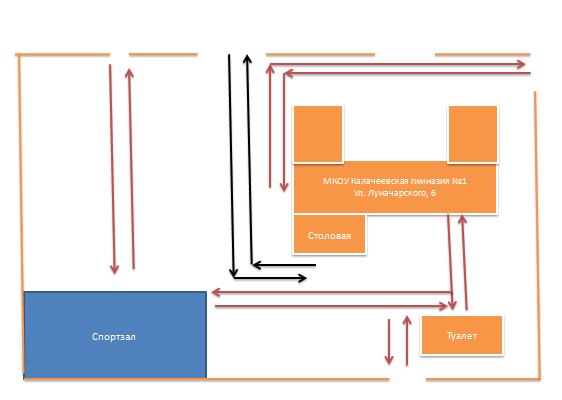 МКОУ Калачеевская гимназия №1
Ул. Луначарского, 6
Столовая
Спортзал
Туалет